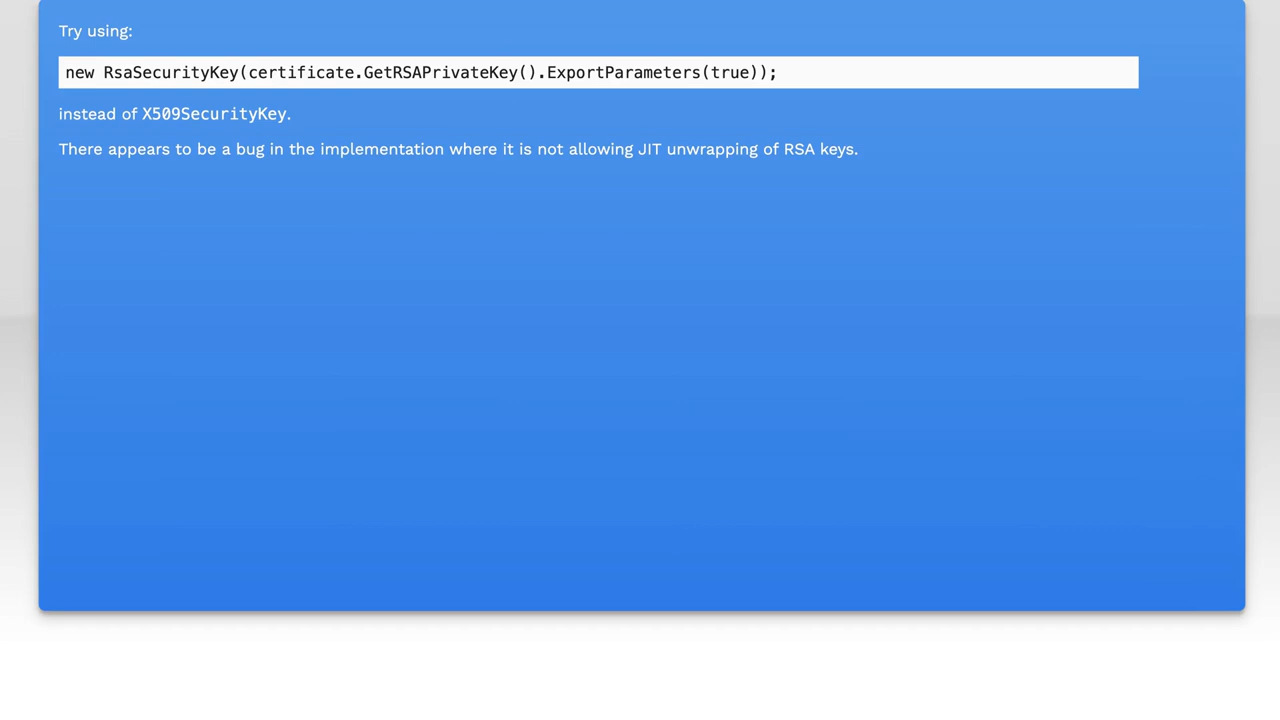 Try using:
new RsaSecurityKey(certificate.GetRSAPrivateKey().ExportParameters(true));
instead of X509SecurityKey.
There appears to be a bug in the implementation where it is not allowing JIT unwrapping of RSA keys.